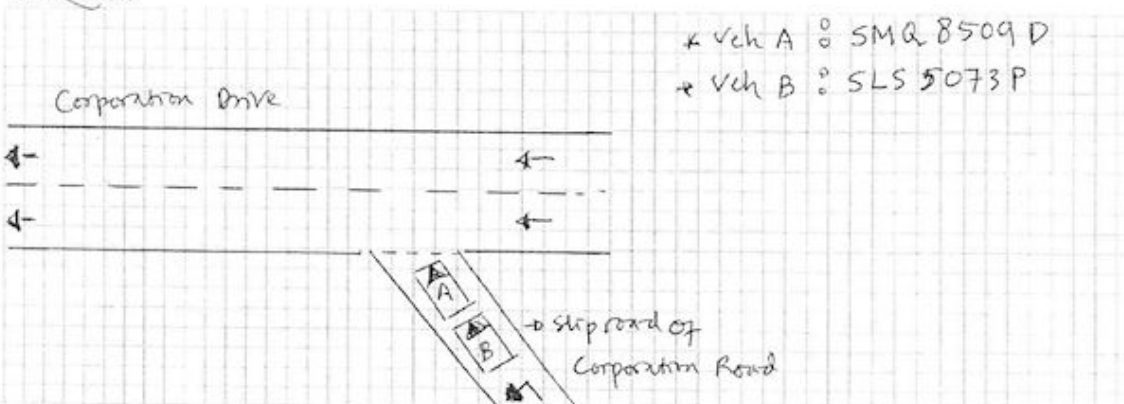 * Veh A : SMQ 8509 D
* Veh B : SLS 5073 P
Corporation Drive
A
B
slip road of
Corporation Road